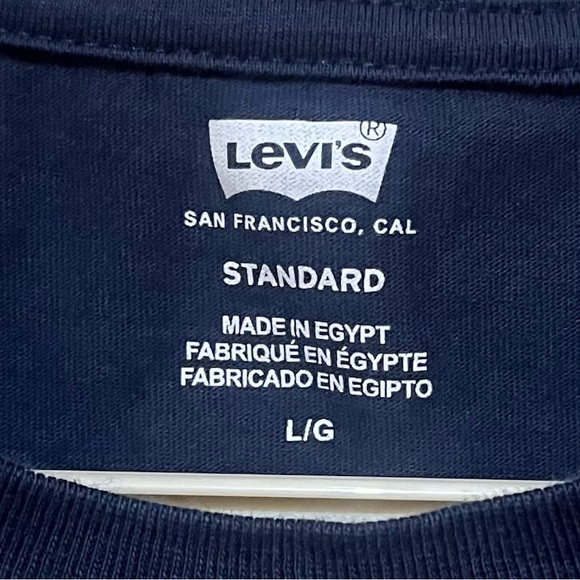 Levi's ®
SAN FRANCISCO, CAL
STANDARD
MADE IN EGYPT
FABRIQUÉ EN ÉGYPTE
FABRICADO EN EGIPTO
L/G